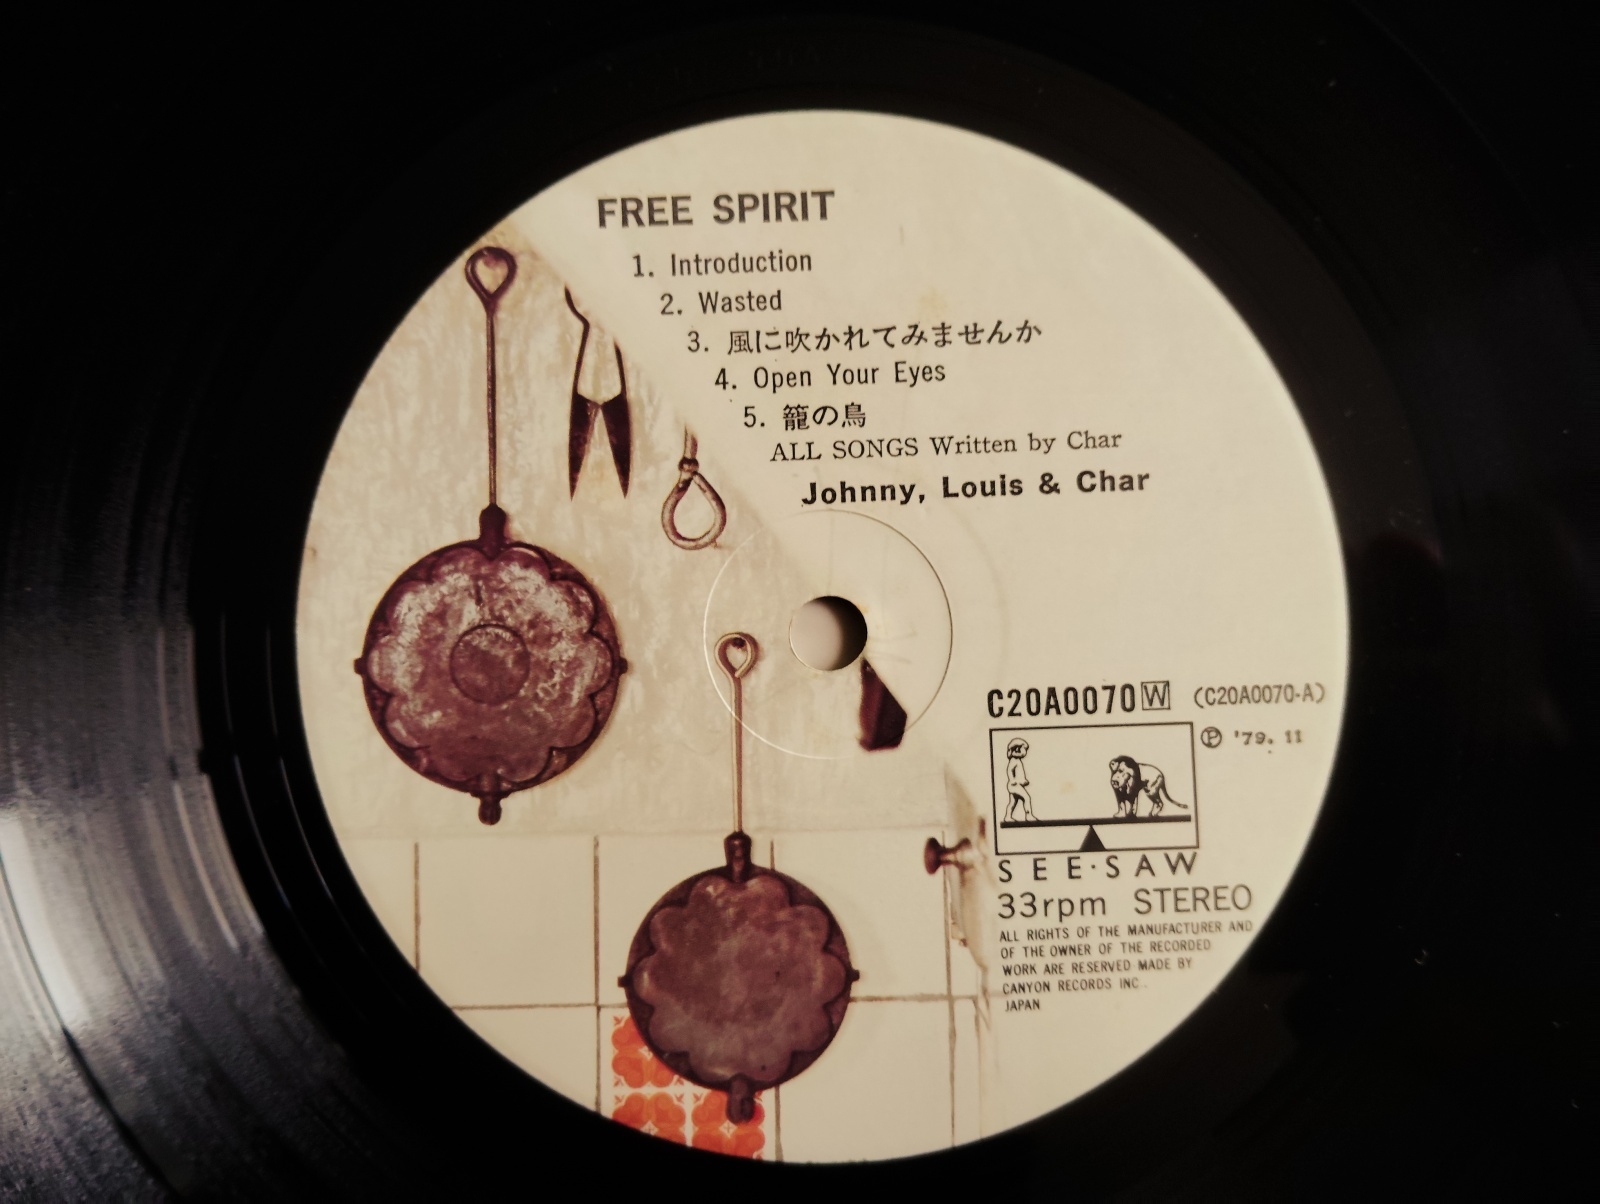 FREE SPIRIT
1. Introduction
2. Wasted
3. 風に吹かれてみませんか
4. Open Your Eyes
5. 籠の鳥
ALL SONGS Written by Char
Johnny, Louis & Char
C20A0070 W (C20A0070-A)
Ⓟ '79. 11
SEE·SAW
33rpm STEREO
ALL RIGHTS OF THE MANUFACTURER AND
OF THE OWNER OF THE RECORDED
WORK ARE RESERVED MADE BY
CANYON RECORDS INC.
JAPAN